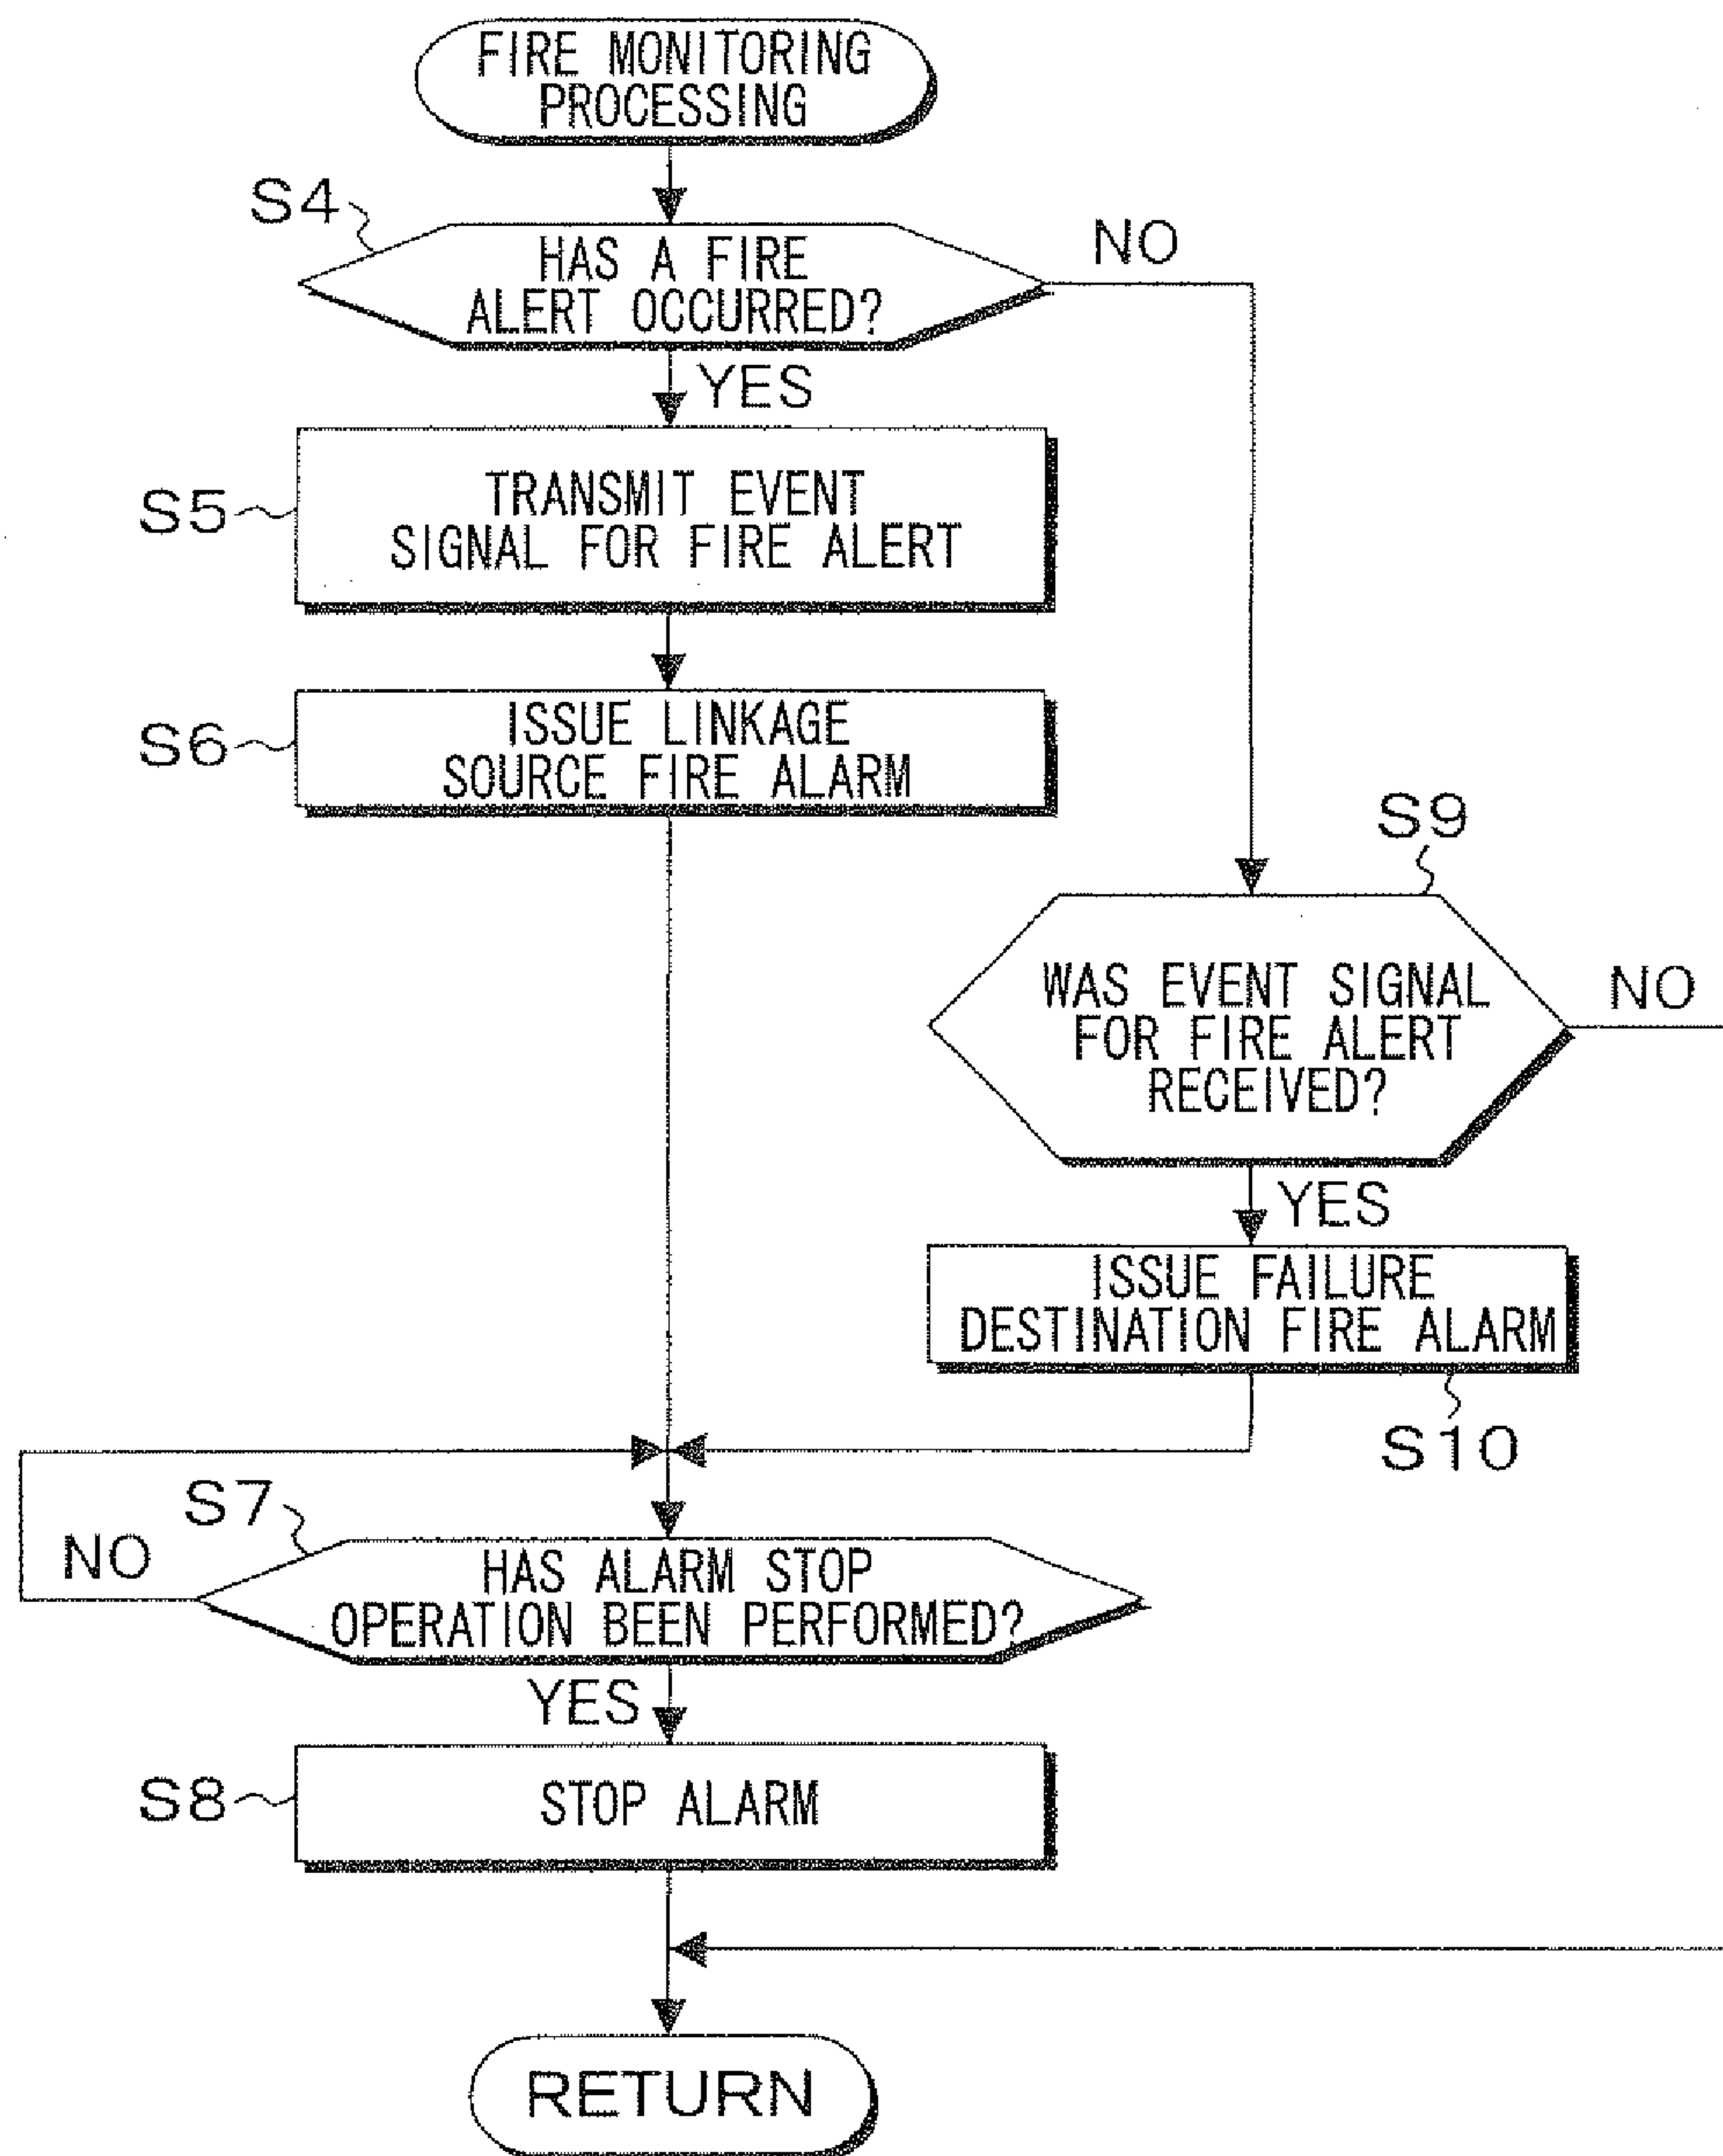 FIRE MONITORING
PROCESSING
S4
HAS A FIRE
ALERT OCCURRED?
NO
YES
S5
TRANSMIT EVENT
SIGNAL FOR FIRE ALERT
S6
ISSUE LINKAGE
SOURCE FIRE ALARM
S9
WAS EVENT SIGNAL
FOR FIRE ALERT
RECEIVED?
NO
YES
ISSUE FAILURE
DESTINATION FIRE ALARM
S10
S7
NO
HAS ALARM STOP
OPERATION BEEN PERFORMED?
YES
S8
STOP ALARM
RETURN